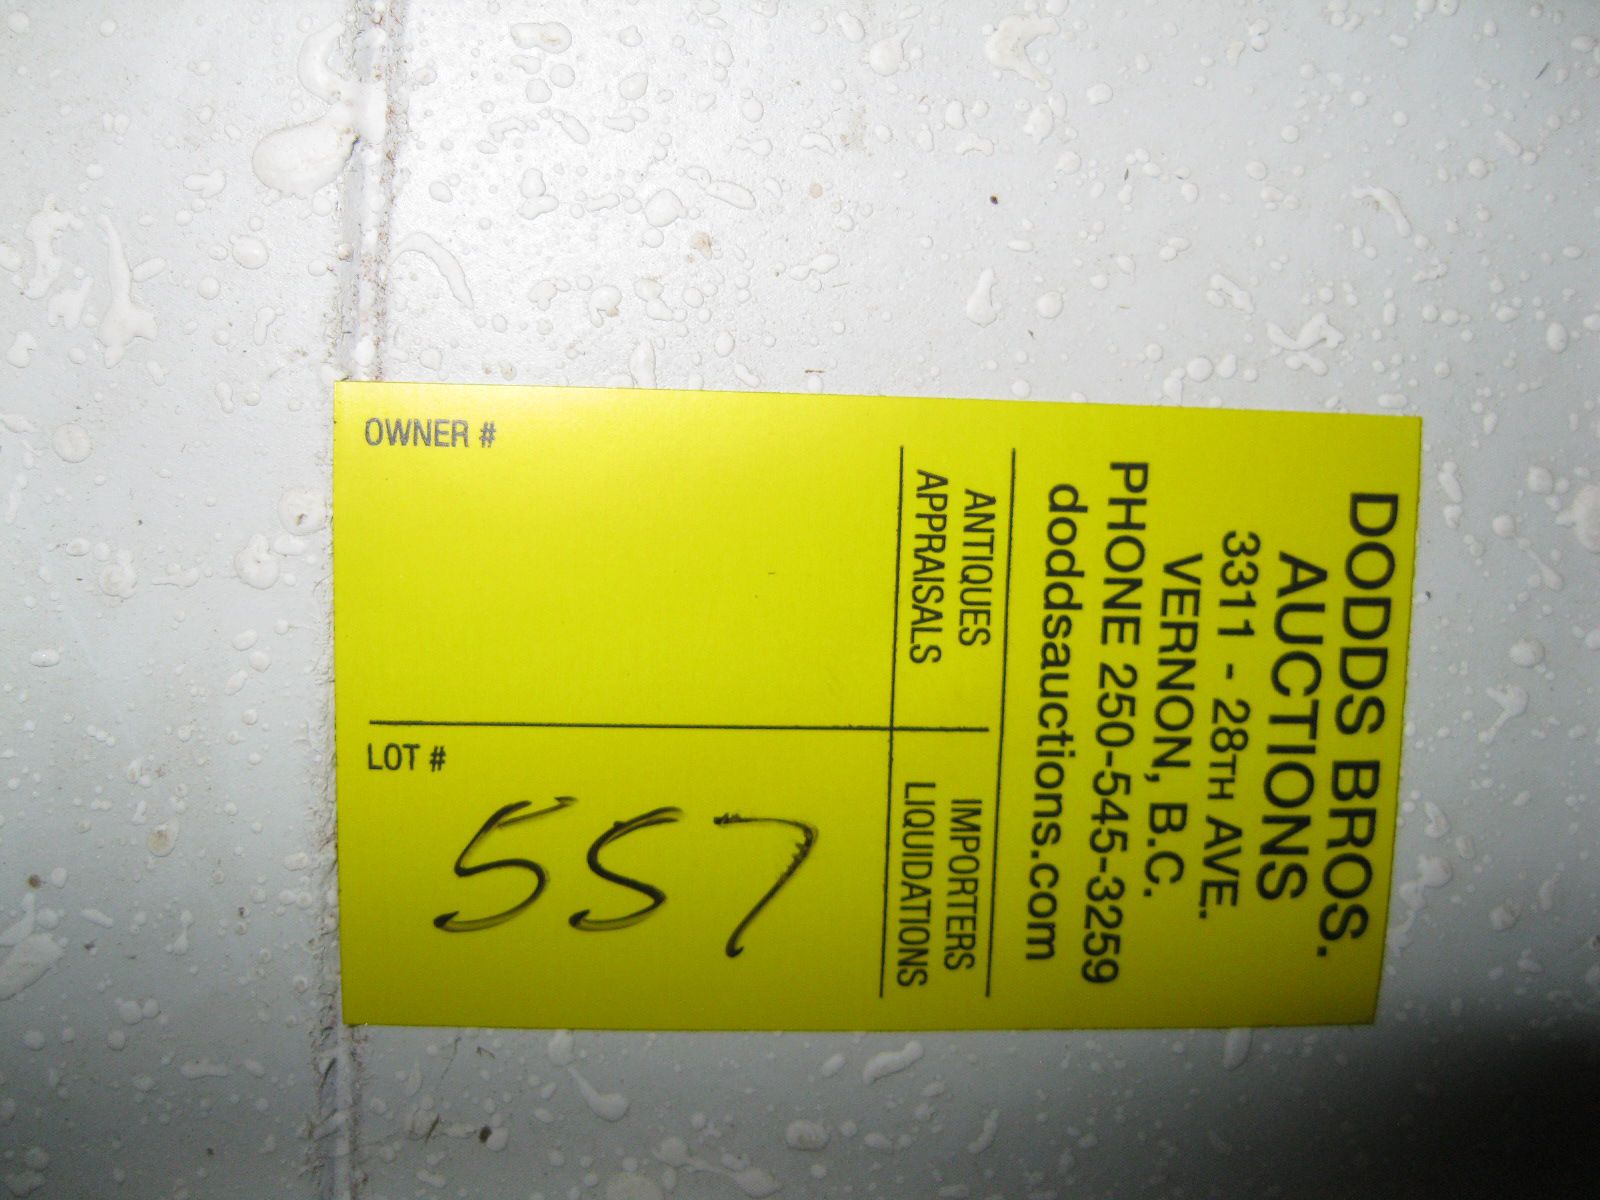 DODDS BROS.
AUCTIONS
3311 - 28TH AVE.
VERNON, B.C.
PHONE 250-545-3259
doddsauctions.com
ANTIQUES
APPRAISALS
IMPORTERS
LIQUIDATIONS
OWNER #
LOT #
557